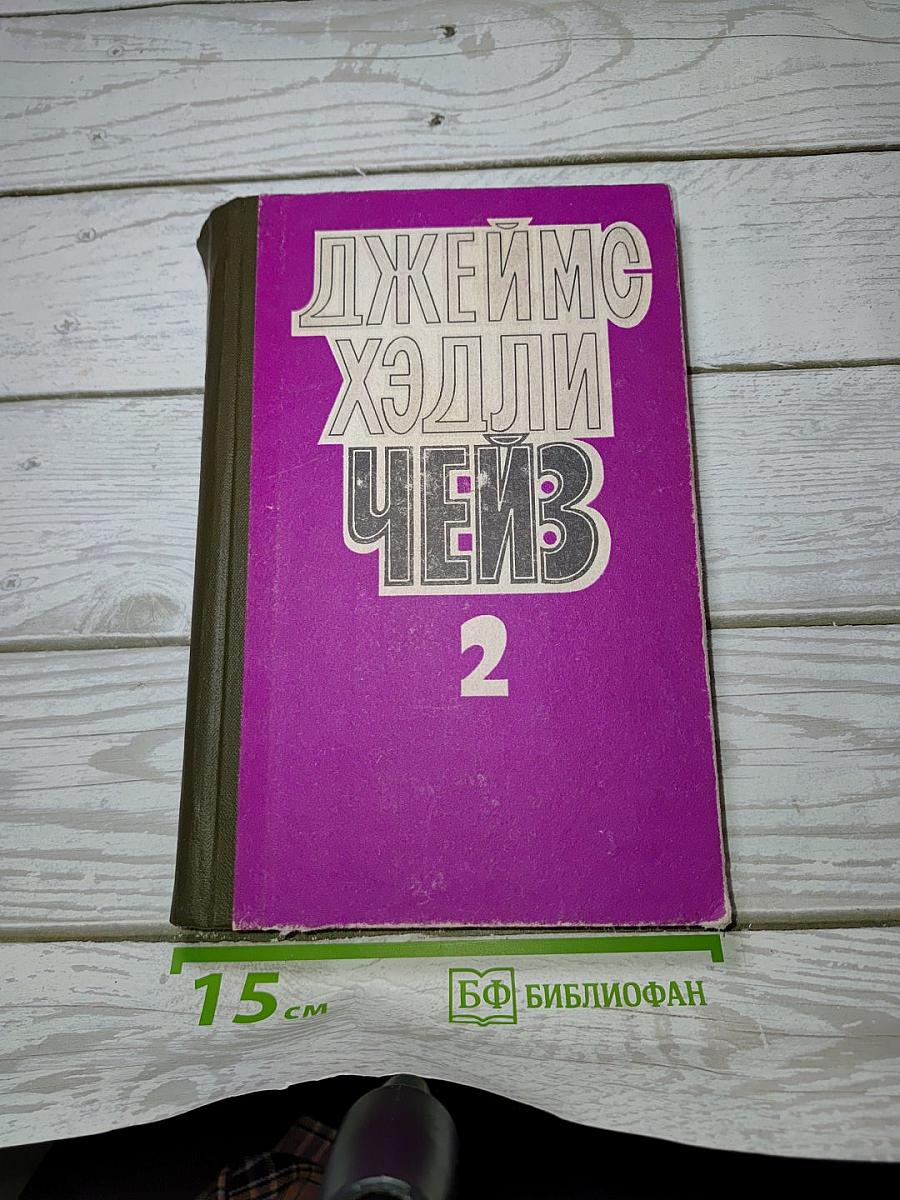 ДЖЕЙМС
ХЭДЛИ
ЧЕЙЗ
2
15 см
БФ БИБЛИОФАН